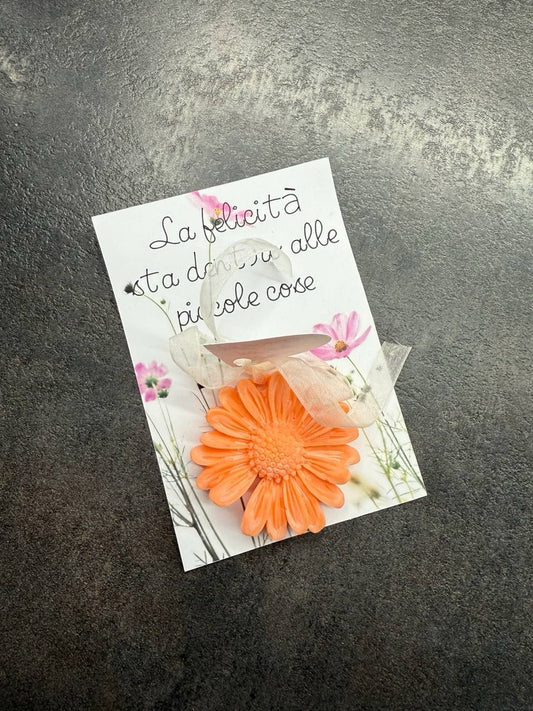 La felicità
sta dentro alle
piccole cose